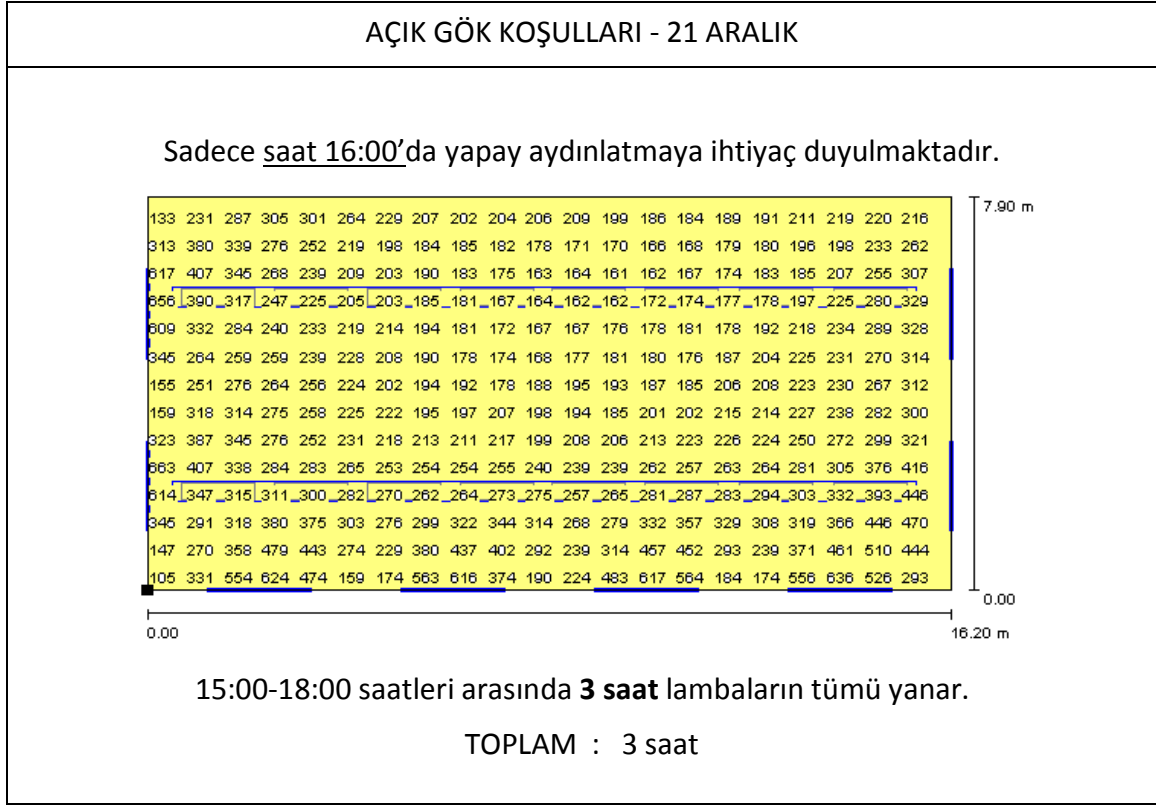 AÇIK GÖK KOŞULLARI - 21 ARALIK
Sadece saat 16:00’da yapay aydınlatmaya ihtiyaç duyulmaktadır.
133 231 287 305 301 264 229 207 202 204 206 209 199 186 184 189 191 211 219 220 216
7.90 m
313 380 339 276 252 219 198 184 185 182 178 171 170 166 168 179 180 196 198 233 262
617 407 345 268 239 209 203 190 183 175 163 164 161 162 167 174 183 185 207 255 307
656 390 317 247 225 205 203 185 181 167 164 162 162 172 174 177 178 197 225 280 329
609 332 284 240 233 219 214 194 181 172 167 167 176 178 181 178 192 218 234 289 328
345 264 259 259 239 228 208 190 178 174 168 177 181 180 176 187 204 225 231 270 314
155 251 276 264 256 224 202 194 192 178 188 195 193 187 185 206 208 223 230 267 312
159 318 314 275 258 225 222 195 197 207 198 194 185 201 202 215 214 227 238 282 300
323 387 345 276 252 231 218 213 211 217 199 208 206 213 223 226 224 250 272 299 321
663 407 338 284 283 265 253 254 254 255 240 239 239 262 257 263 264 281 305 376 416
614 347 315 311 300 282 270 262 264 273 275 257 265 281 287 283 294 303 332 393 446
345 291 318 380 375 303 276 299 322 344 314 268 279 332 357 329 308 319 366 446 470
147 270 358 479 443 274 229 380 437 402 292 239 314 457 452 293 239 371 461 510 444
105 331 554 624 474 159 174 563 616 374 190 224 483 617 564 184 174 556 636 526 293
0.00
0.00
16.20 m
15:00-18:00 saatleri arasında 3 saat lambaların tümü yanar.
TOPLAM : 3 saat